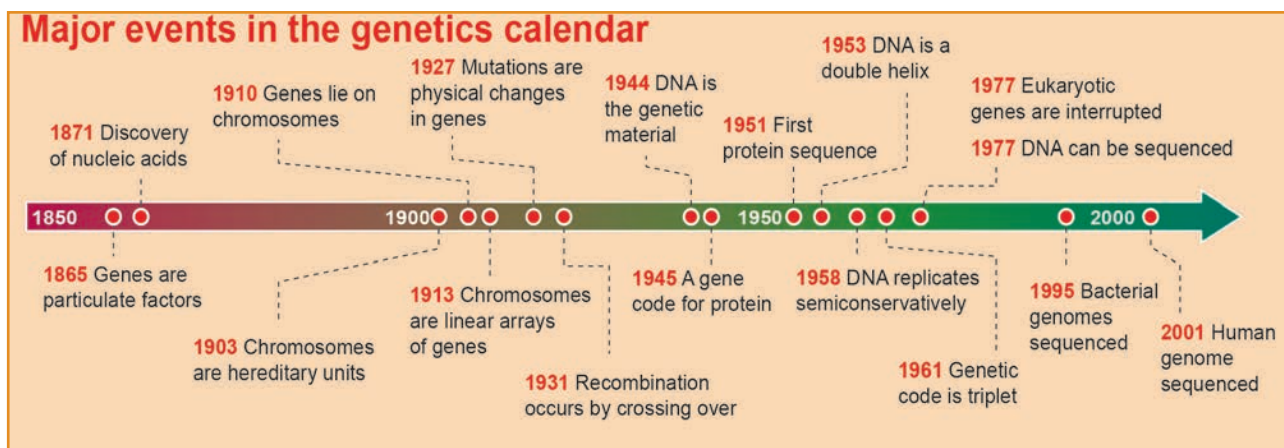 Major events in the genetics calendar
1871 Discovery
of nucleic acids
1910 Genes lie on
chromosomes
1927 Mutations are
physical changes
in genes
1944 DNA is
the genetic
material
1951 First
protein sequence
1953 DNA is a
double helix
1977 Eukaryotic
genes are interrupted
1977 DNA can be sequenced
1850
1900
1950
2000
1865 Genes are
particulate factors
1903 Chromosomes
are hereditary units
1913 Chromosomes
are linear arrays
of genes
1931 Recombination
occurs by crossing over
1945 A gene
code for protein
1958 DNA replicates
semiconservatively
1961 Genetic
code is triplet
1995 Bacterial
genomes
sequenced
2001 Human
genome
sequenced